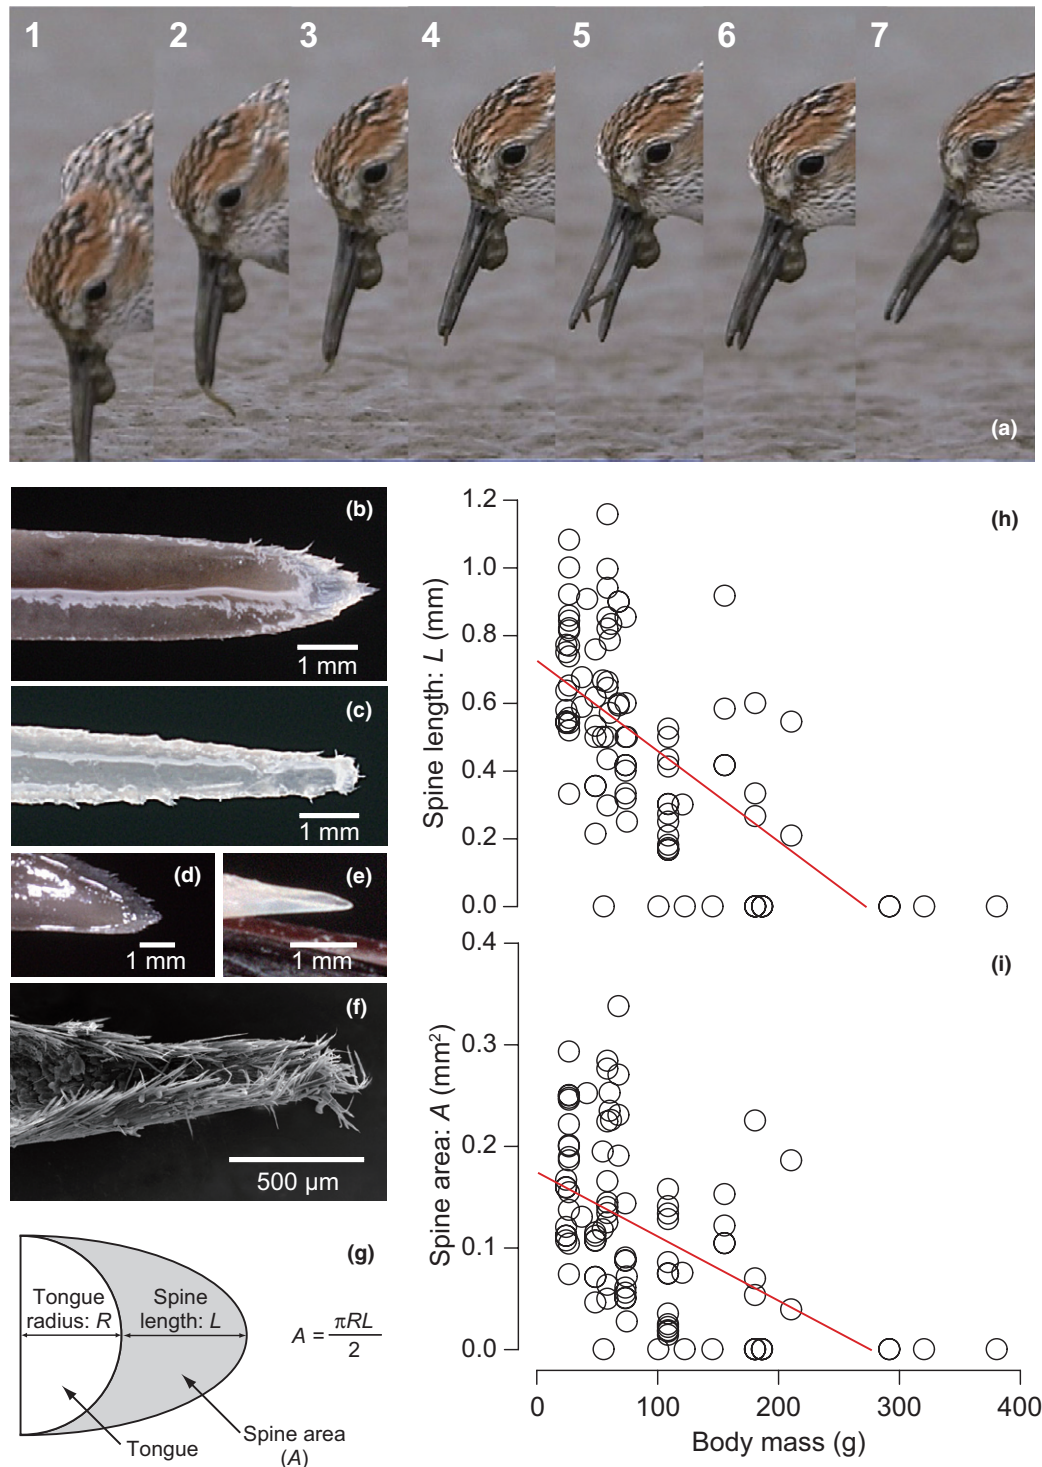 1 2 3 4 5 6 7
(a)
(b)
1 mm
(c)
1 mm
(d)
1 mm
(e)
1 mm
(f)
500 µm
(g)
Tongue
radius: R
Spine
length: L
A = πRL
2
Tongue
Spine area
(A)
(h)
Spine length: L (mm)
1.2
1.0
0.8
0.6
0.4
0.2
0.0
(i)
Spine area: A (mm²)
0.4
0.3
0.2
0.1
0.0
0 100 200 300 400
Body mass (g)